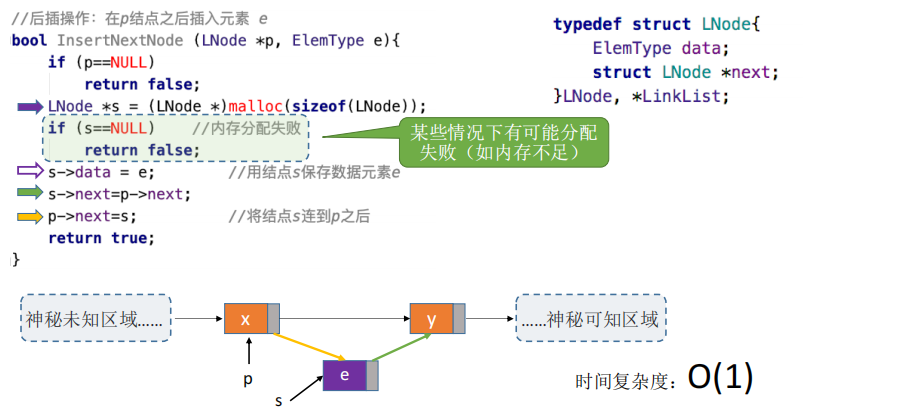 //后插操作：在p结点之后插入元素 e
bool InsertNextNode (LNode *p, ElemType e){
if (p==NULL)
return false;
LNode *s = (LNode *)malloc(sizeof(LNode));
if (s==NULL) //内存分配失败
return false;
s->data = e; //用结点s保存数据元素e
s->next=p->next;
p->next=s; //将结点s连到p之后
return true;
}
typedef struct LNode{
ElemType data;
struct LNode *next;
}LNode, *LinkList;
某些情况下有可能分配
失败（如内存不足）
神秘未知区域……
x
y
……神秘可知区域
p
e
s
时间复杂度：O(1)